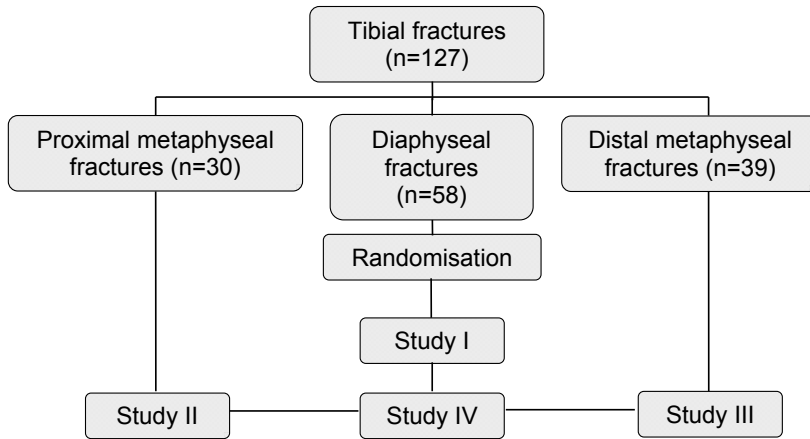 Tibial fractures
(n=127)
Proximal metaphyseal
fractures (n=30)
Diaphyseal
fractures
(n=58)
Distal metaphyseal
fractures (n=39)
Randomisation
Study I
Study II
Study IV
Study III